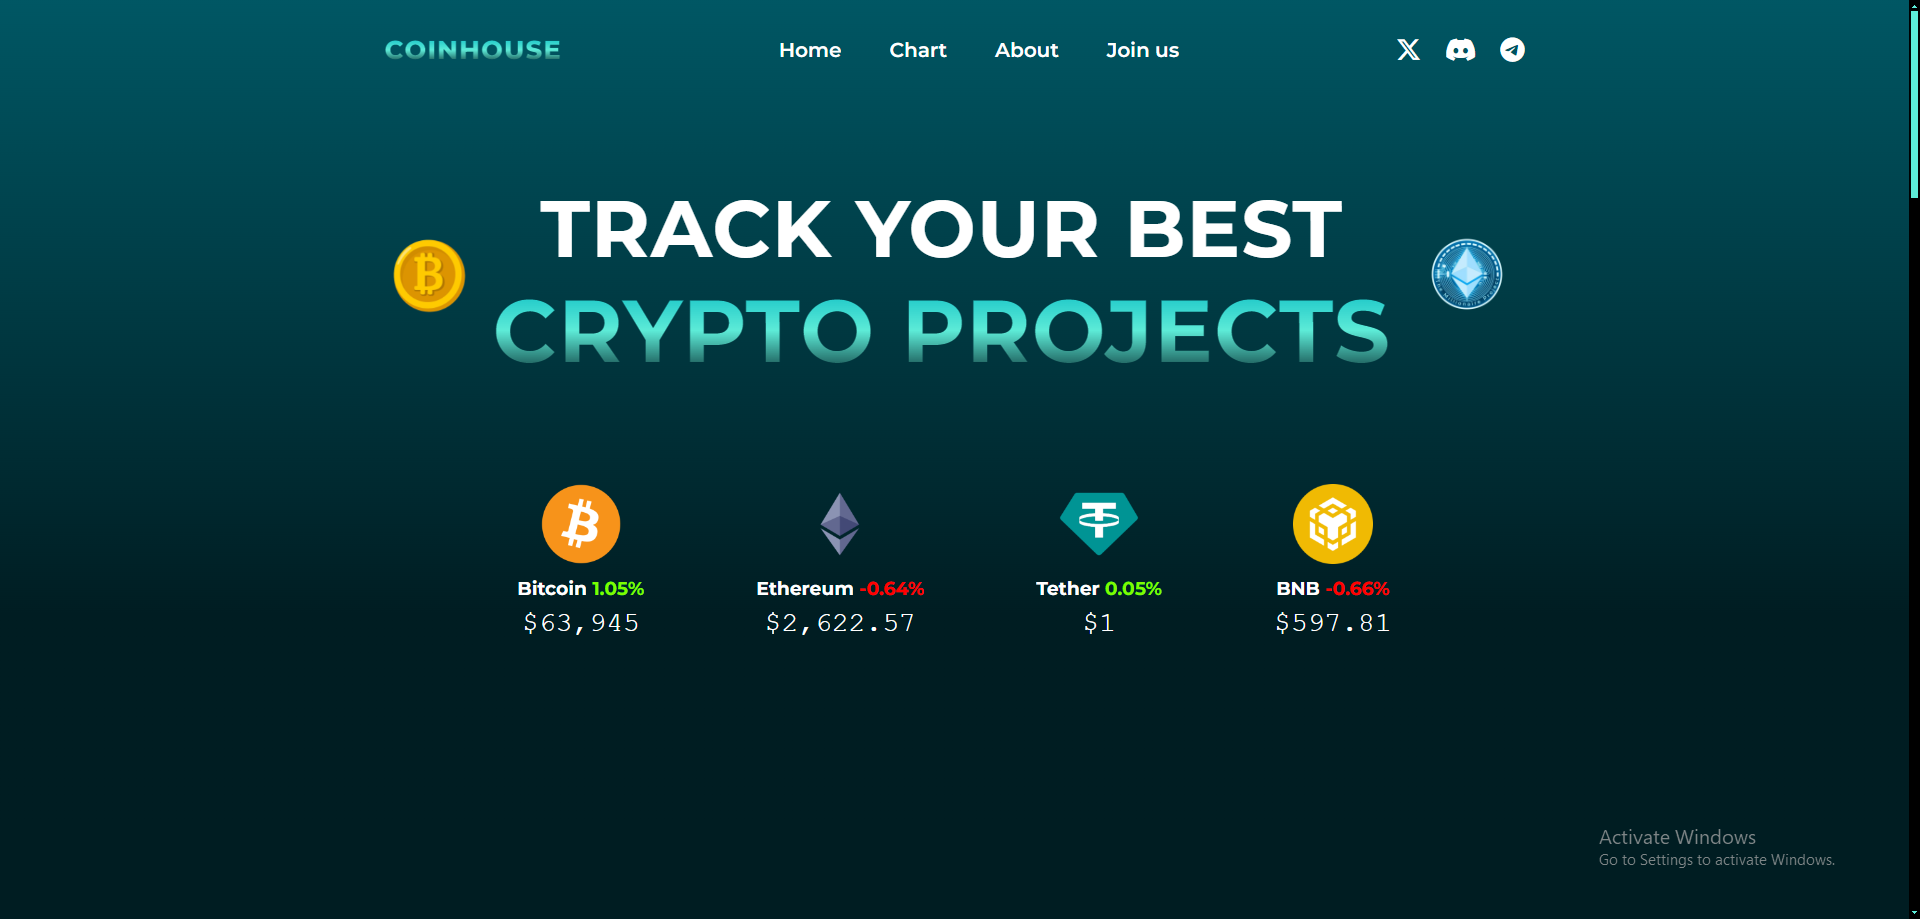 COINHOUSE
Home
Chart
About
Join us
TRACK YOUR BEST
CRYPTO PROJECTS
Bitcoin 1.05%
$63,945
Ethereum -0.64%
$2,622.57
Tether 0.05%
$1
BNB -0.66%
$597.81
Activate Windows
Go to Settings to activate Windows.